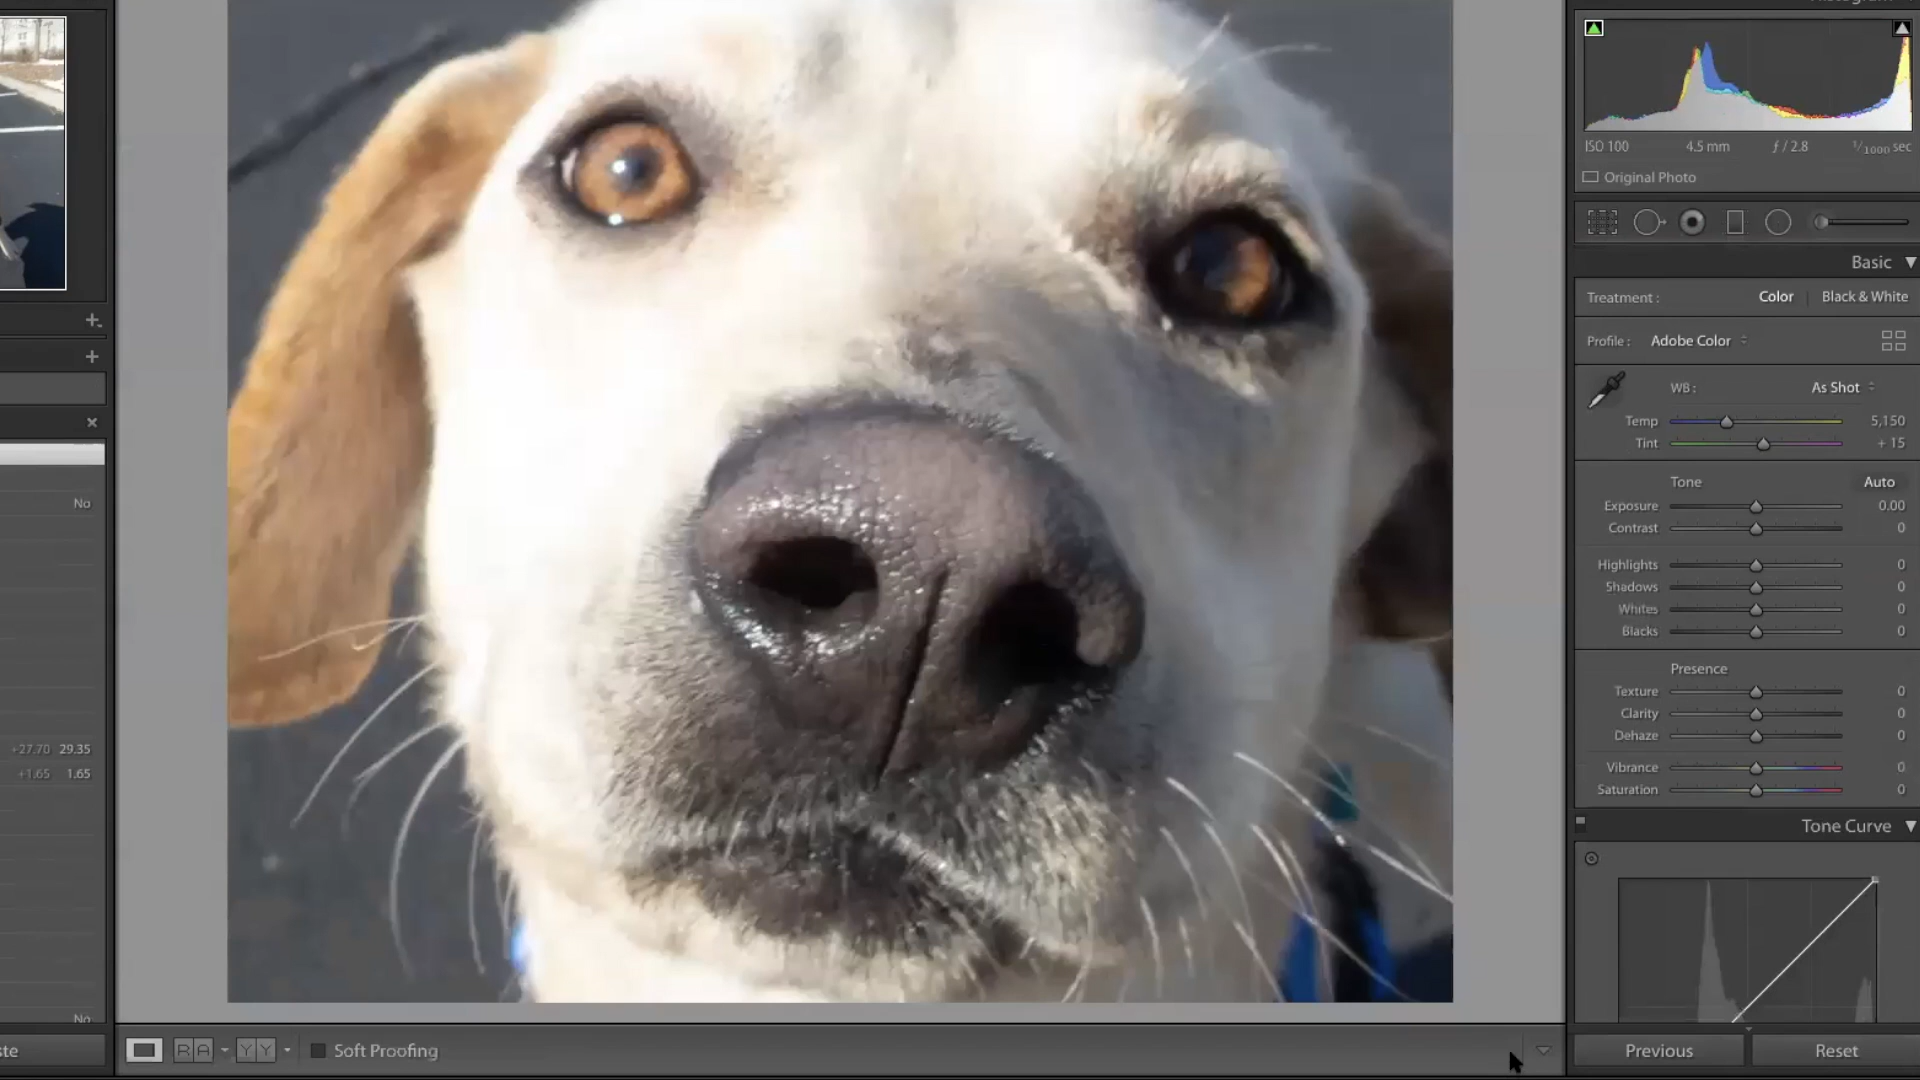 Histogram
ISO 100 4.5 mm ƒ / 2.8 1/1000 sec
Original Photo
Basic
Treatment : Color Black & White
Profile : Adobe Color
WB : As Shot
Temp 5,150
Tint + 15
Tone Auto
Exposure 0.00
Contrast 0
Highlights 0
Shadows 0
Whites 0
Blacks 0
Presence
Texture 0
Clarity 0
Dehaze 0
Vibrance 0
Saturation 0
Tone Curve
Previous Reset
No
+27.70 29.35
+1.65 1.65
No
ste
R A Y Y Soft Proofing